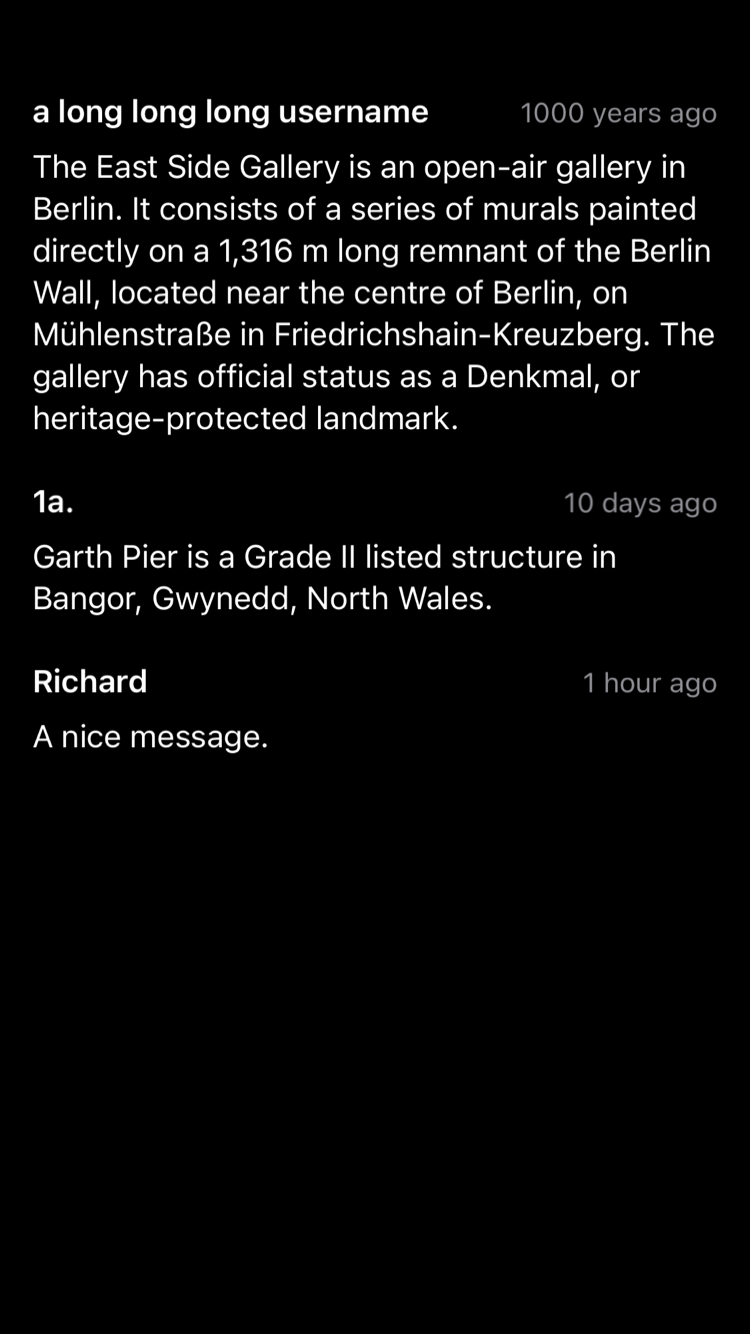 a long long long username 1000 years ago
The East Side Gallery is an open-air gallery in
Berlin. It consists of a series of murals painted
directly on a 1,316 m long remnant of the Berlin
Wall, located near the centre of Berlin, on
Mühlenstraße in Friedrichshain-Kreuzberg. The
gallery has official status as a Denkmal, or
heritage-protected landmark.
1a. 10 days ago
Garth Pier is a Grade II listed structure in
Bangor, Gwynedd, North Wales.
Richard 1 hour ago
A nice message.